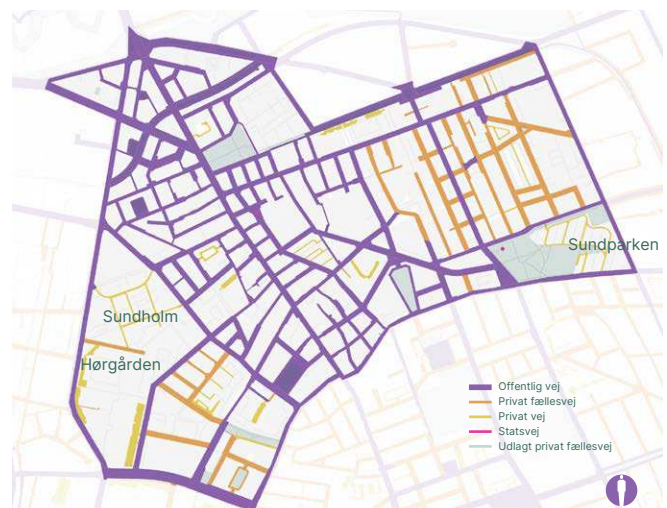 Sundparken
Sundholm
Hørgården
Offentlig vej
Privat fællesvej
Privat vej
Statsvej
Udlagt privat fællesvej